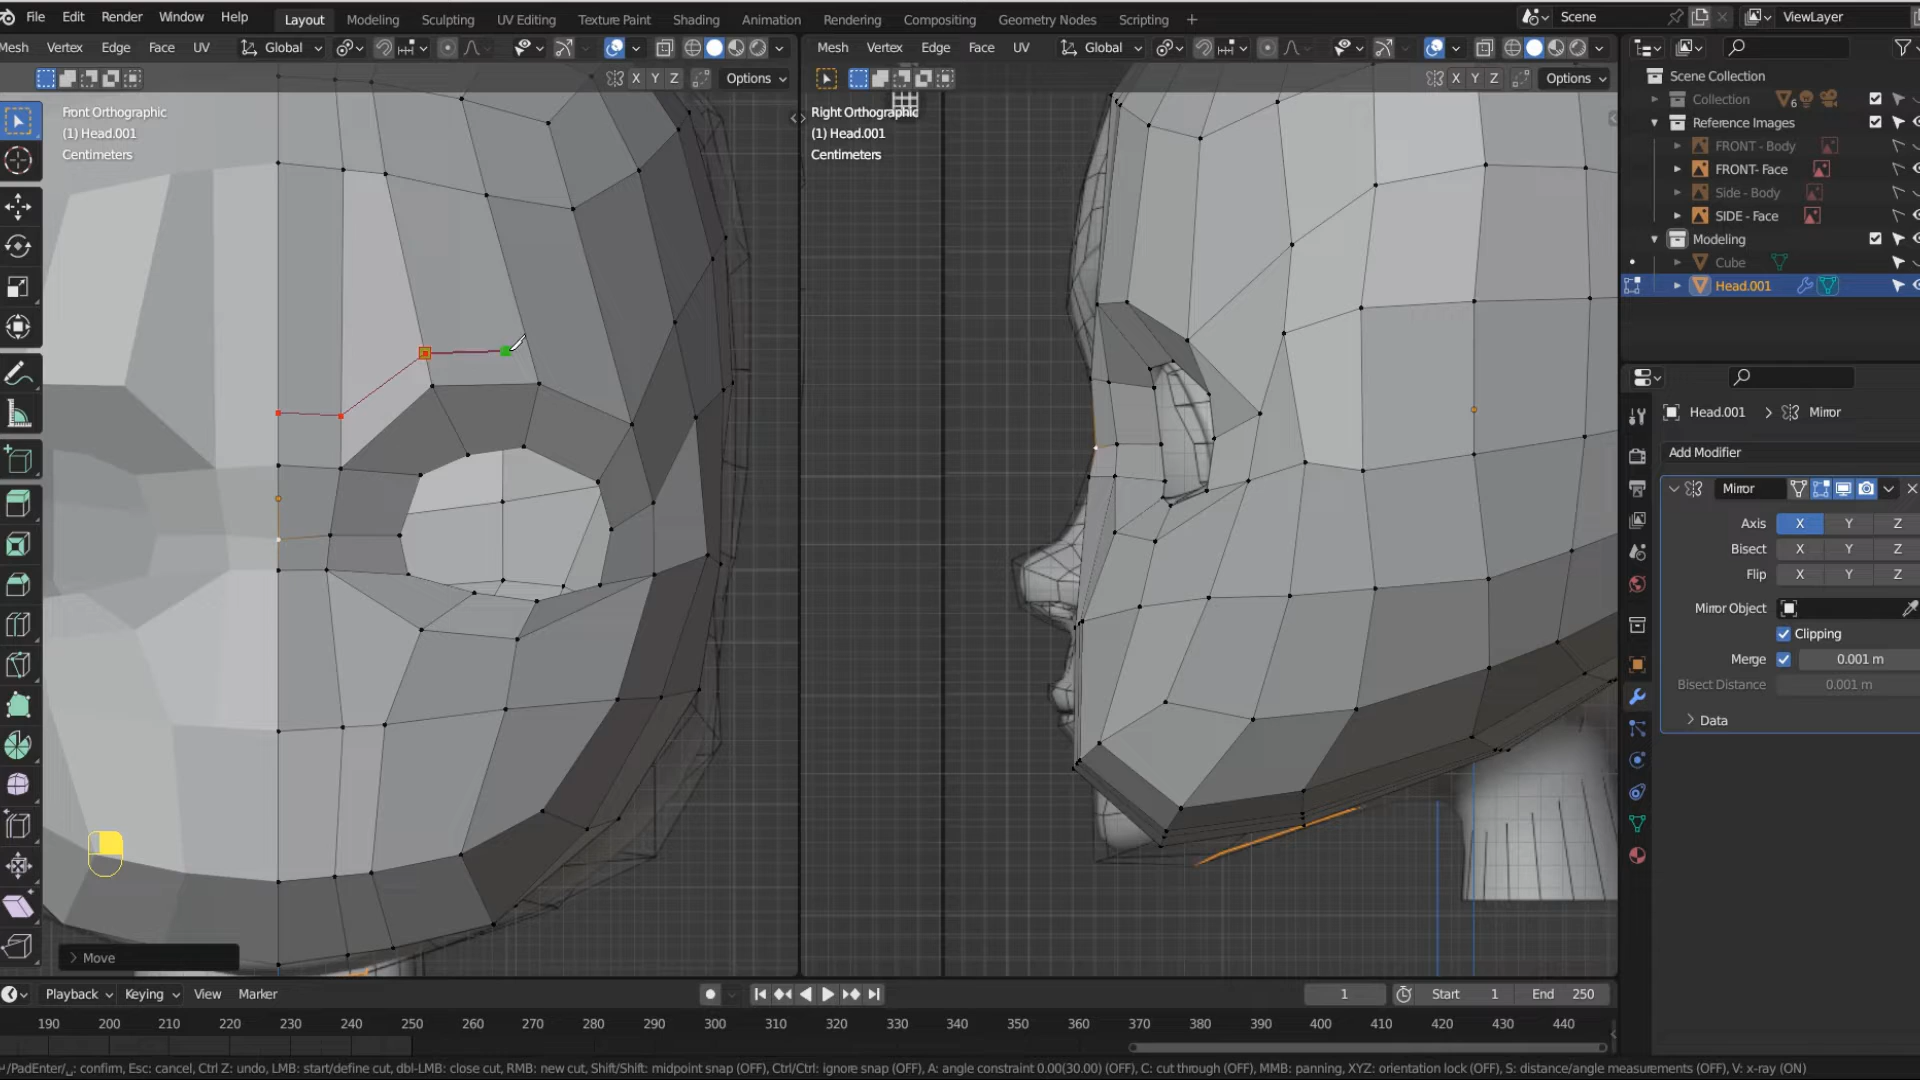 File Edit Render Window Help Layout Modeling Sculpting UV Editing Texture Paint Shading Animation Rendering Compositing Geometry Nodes Scripting + Scene ViewLayer
Mesh Vertex Edge Face UV Global
Mesh Vertex Edge Face UV Global
X Y Z Options
X Y Z Options
Front Orthographic
(1) Head.001
Centimeters
Right Orthographic
(1) Head.001
Centimeters
Scene Collection
Collection 6
Reference Images
FRONT - Body
FRONT- Face
Side - Body
SIDE - Face
Modeling
Cube
Head.001
Head.001 > Mirror
Add Modifier
Mirror
Axis X Y Z
Bisect X Y Z
Flip X Y Z
Mirror Object
Clipping
Merge 0.001 m
Bisect Distance 0.001 m
> Data
> Move
Playback Keying View Marker 1 Start 1 End 250
190 200 210 220 230 240 250 260 270 280 290 300 310 320 330 340 350 360 370 380 390 400 410 420 430 440
/PadEnter/␣: confirm, Esc: cancel, Ctrl Z: undo, LMB: start/define cut, dbl-LMB: close cut, RMB: new cut, Shift/Shift: midpoint snap (OFF), Ctrl/Ctrl: ignore snap (OFF), A: angle constraint 0.00(30.00) (OFF), C: cut through (OFF), MMB: panning, XYZ: orientation lock (OFF), S: distance/angle measurements (OFF), V: x-ray (ON)